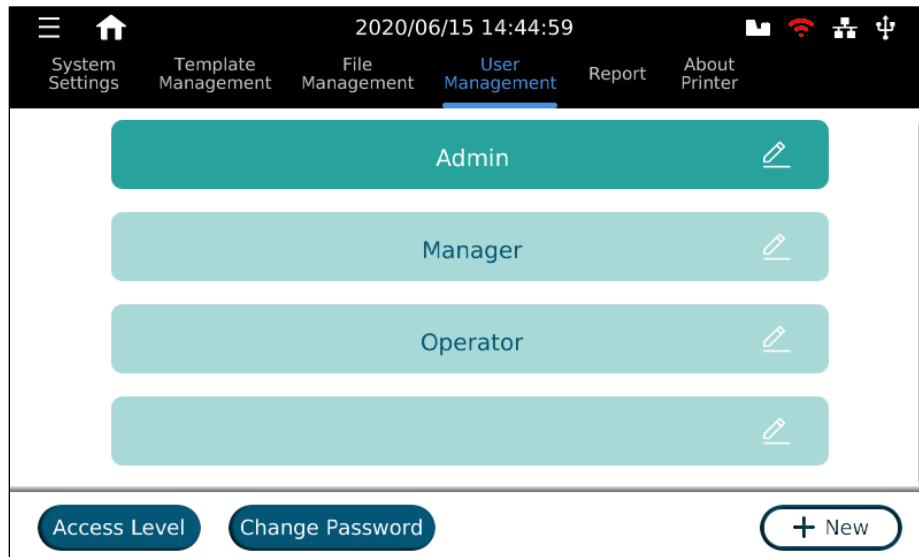 2020/06/15 14:44:59
System Settings
Template Management
File Management
User Management
Report
About Printer
Admin
Manager
Operator
Access Level
Change Password
+ New